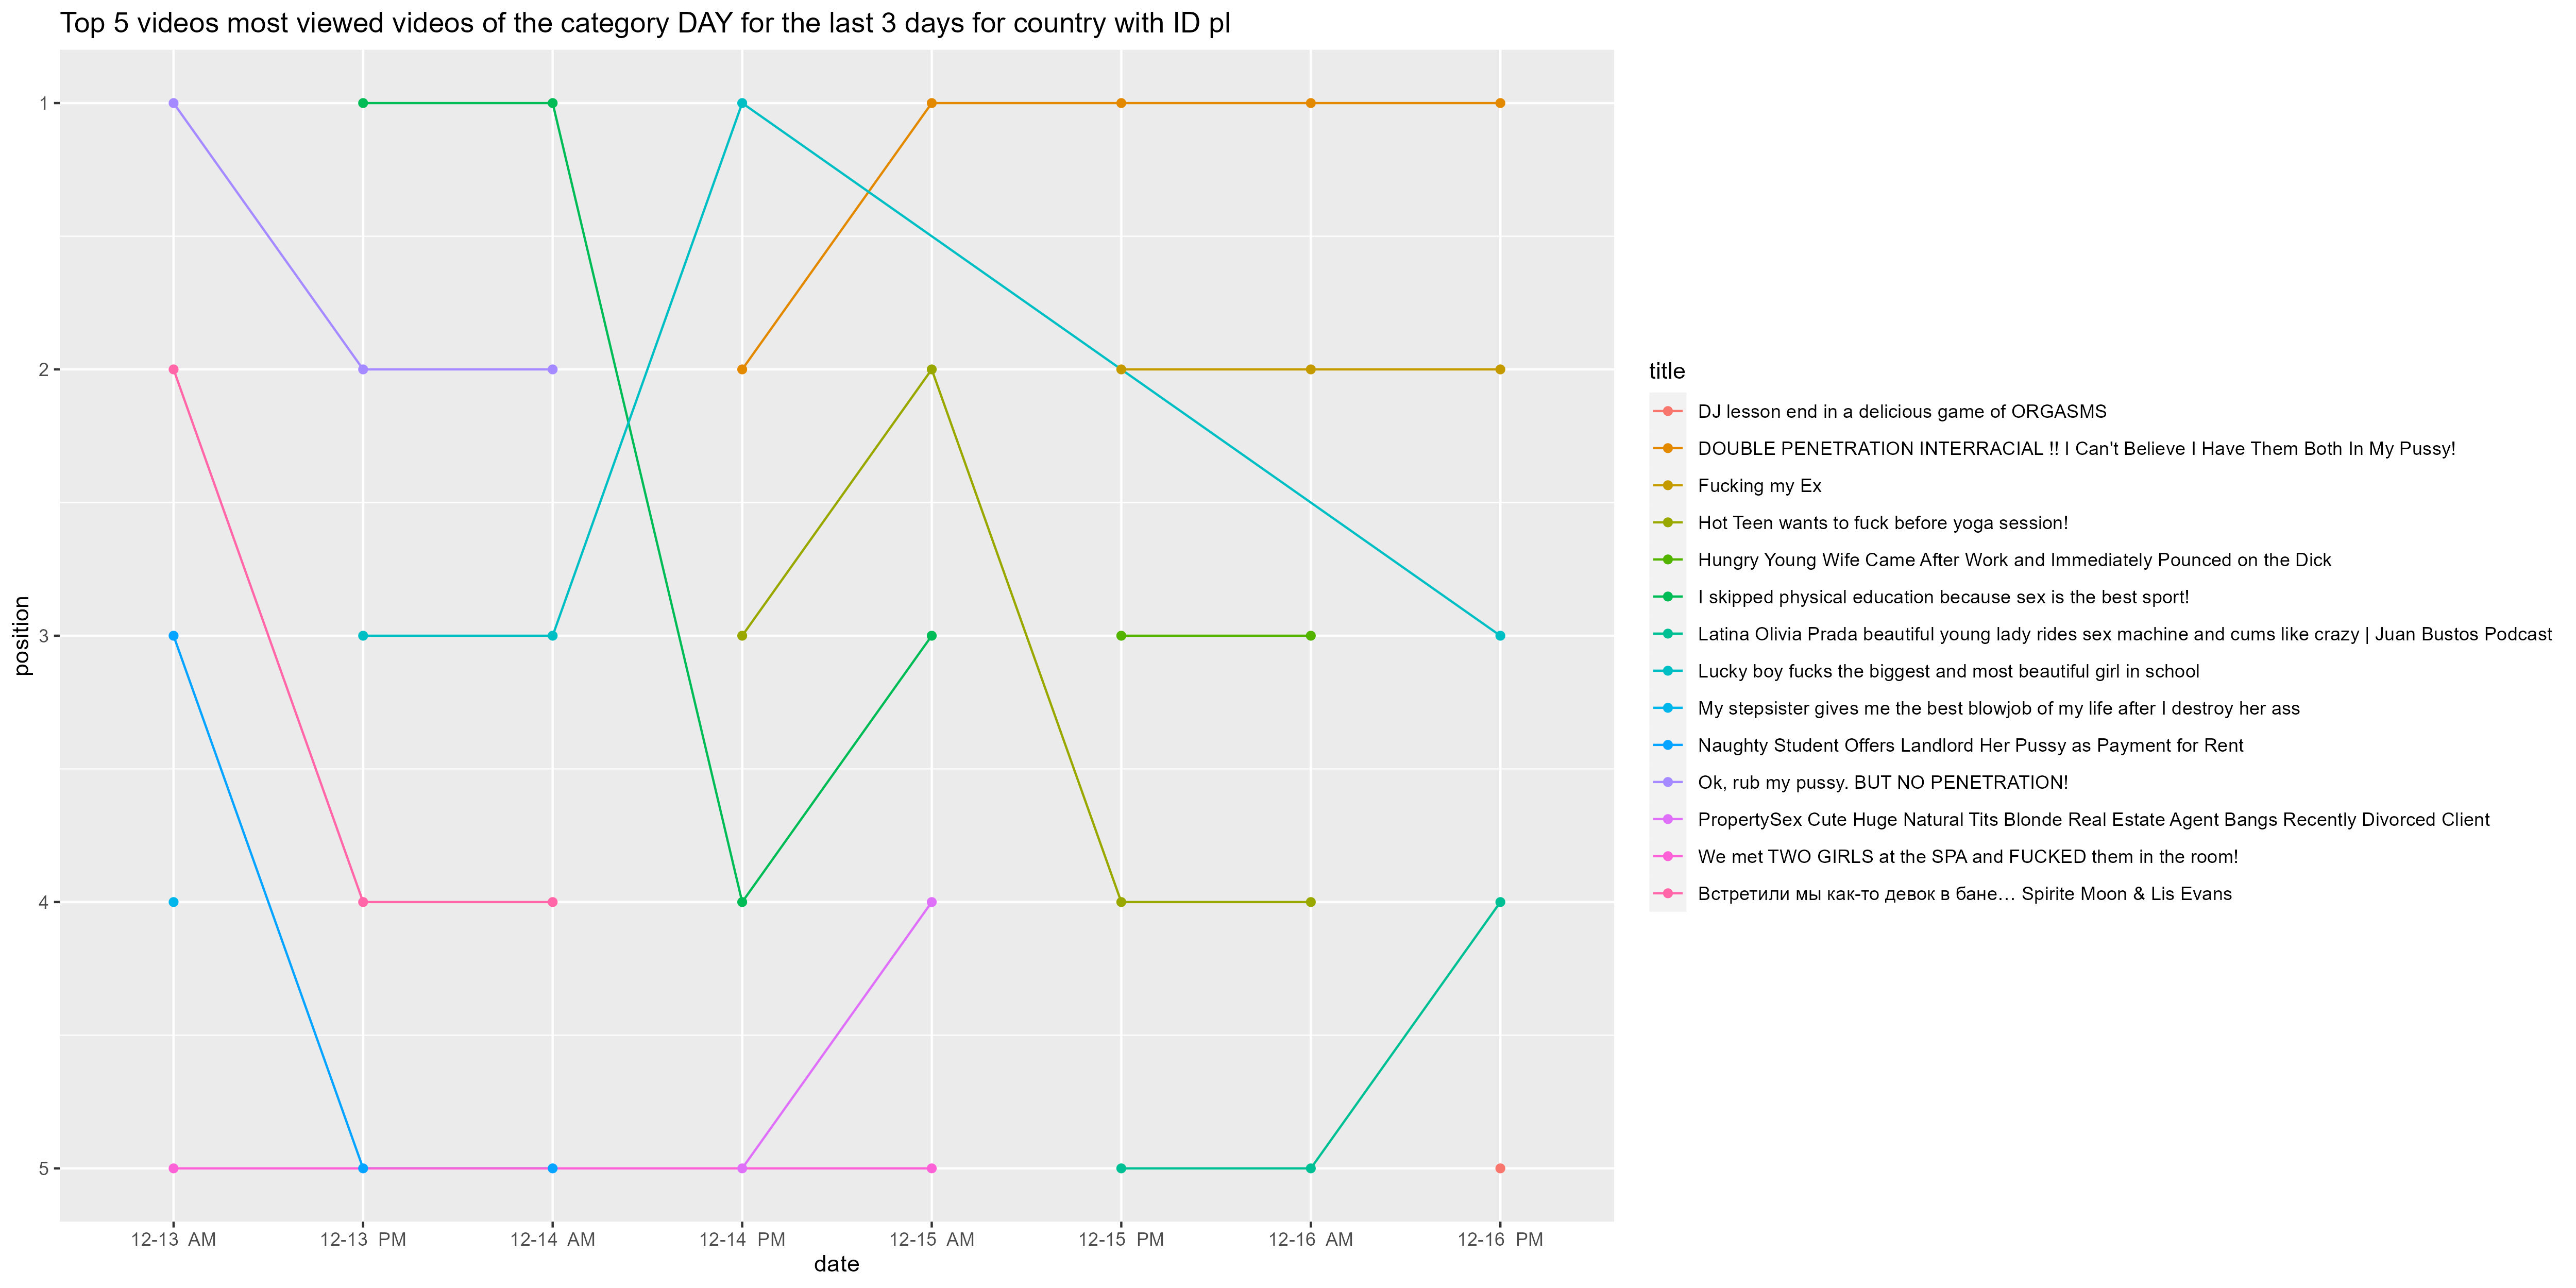 Top 5 videos most viewed videos of the category DAY for the last 3 days for country with ID pl
1
2
3
4
5
position
12-13 AM
12-13 PM
12-14 AM
12-14 PM
12-15 AM
12-15 PM
12-16 AM
12-16 PM
date
title
DJ lesson end in a delicious game of ORGASMS
DOUBLE PENETRATION INTERRACIAL !! I Can't Believe I Have Them Both In My Pussy!
Fucking my Ex
Hot Teen wants to fuck before yoga session!
Hungry Young Wife Came After Work and Immediately Pounced on the Dick
I skipped physical education because sex is the best sport!
Latina Olivia Prada beautiful young lady rides sex machine and cums like crazy | Juan Bustos Podcast
Lucky boy fucks the biggest and most beautiful girl in school
My stepsister gives me the best blowjob of my life after I destroy her ass
Naughty Student Offers Landlord Her Pussy as Payment for Rent
Ok, rub my pussy. BUT NO PENETRATION!
PropertySex Cute Huge Natural Tits Blonde Real Estate Agent Bangs Recently Divorced Client
We met TWO GIRLS at the SPA and FUCKED them in the room!
Встретили мы как-то девок в бане… Spirite Moon & Lis Evans